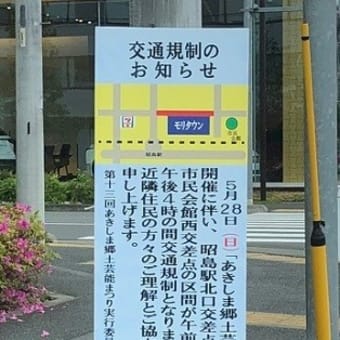 交通規制の
お知らせ
7
モリタウン
市民
会館
昭島駅
5月28日(日)「あきしま郷土芸
開催に伴い、昭島駅北口交差点
市民会館西交差点の区間が午前
午後4時の間交通規制となりま
近隣住民の方々のご理解とご協
申し上げます。
第十三回あきしま郷土芸能まつり実行委員